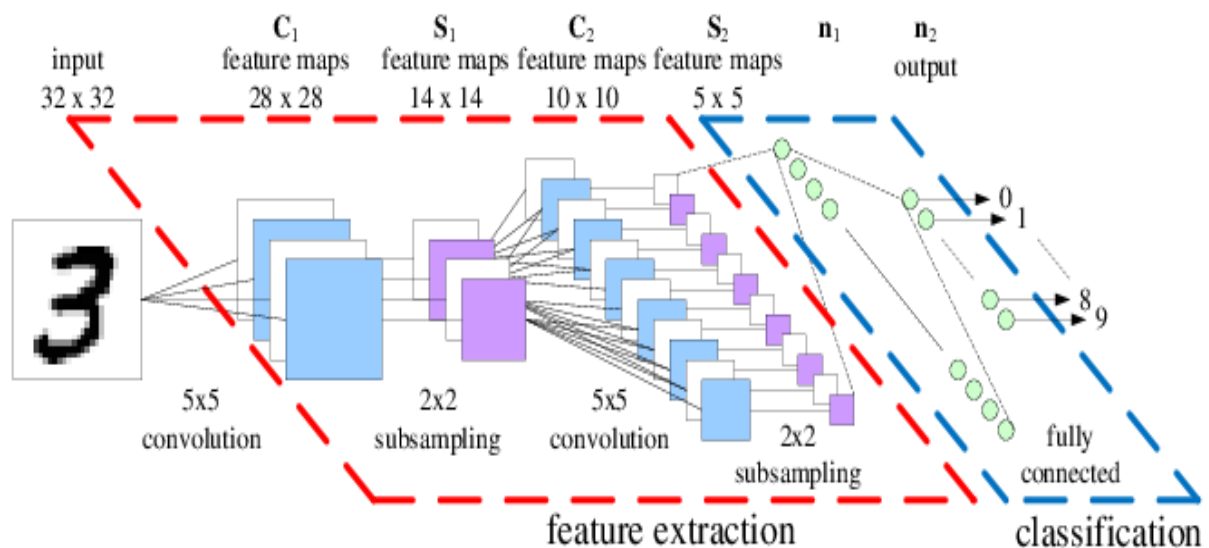 input
32 x 32
C₁
feature maps
28 x 28
S₁
feature maps
14 x 14
C₂
feature maps
10 x 10
S₂
feature maps
5 x 5
n₁
n₂
output
0
1
8
9
5x5
convolution
2x2
subsampling
5x5
convolution
2x2
subsampling
fully
connected
feature extraction
classification